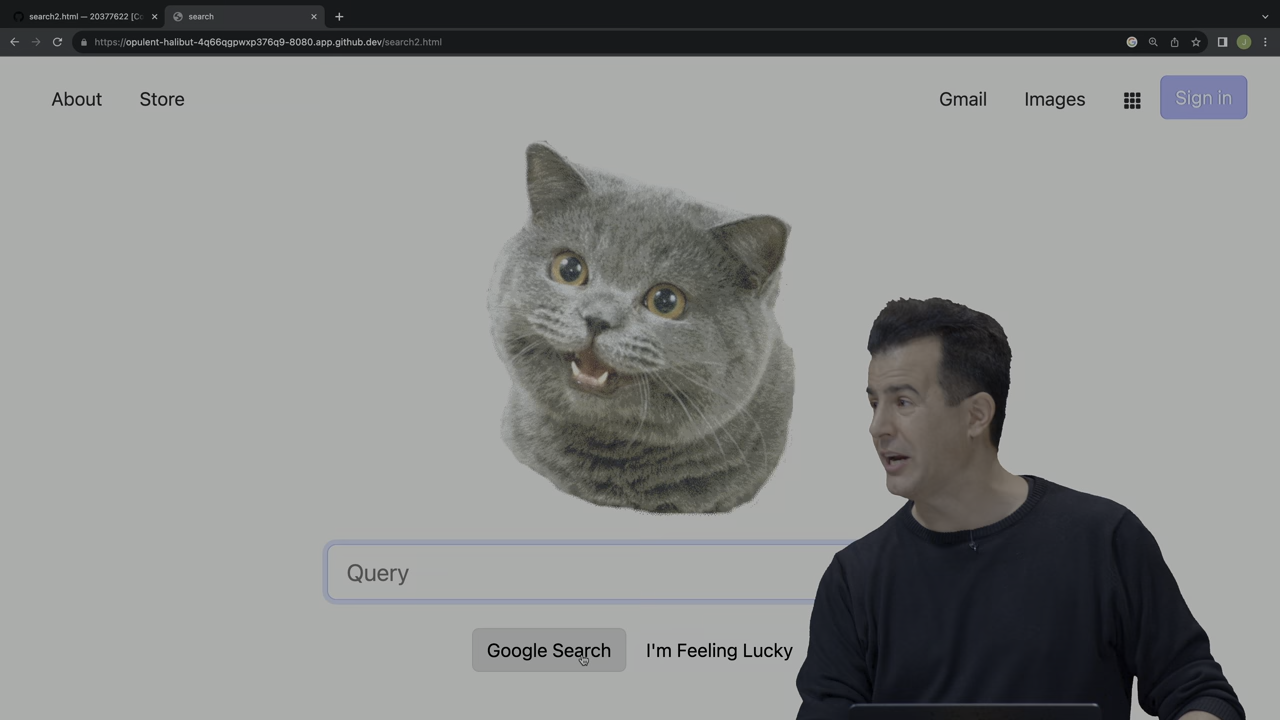 search2.html — 20377622 [Co
search
https://opulent-halibut-4q66qgpwxp376q9-8080.app.github.dev/search2.html
J
About
Store
Gmail
Images
Sign in
Query
Google Search
I'm Feeling Lucky